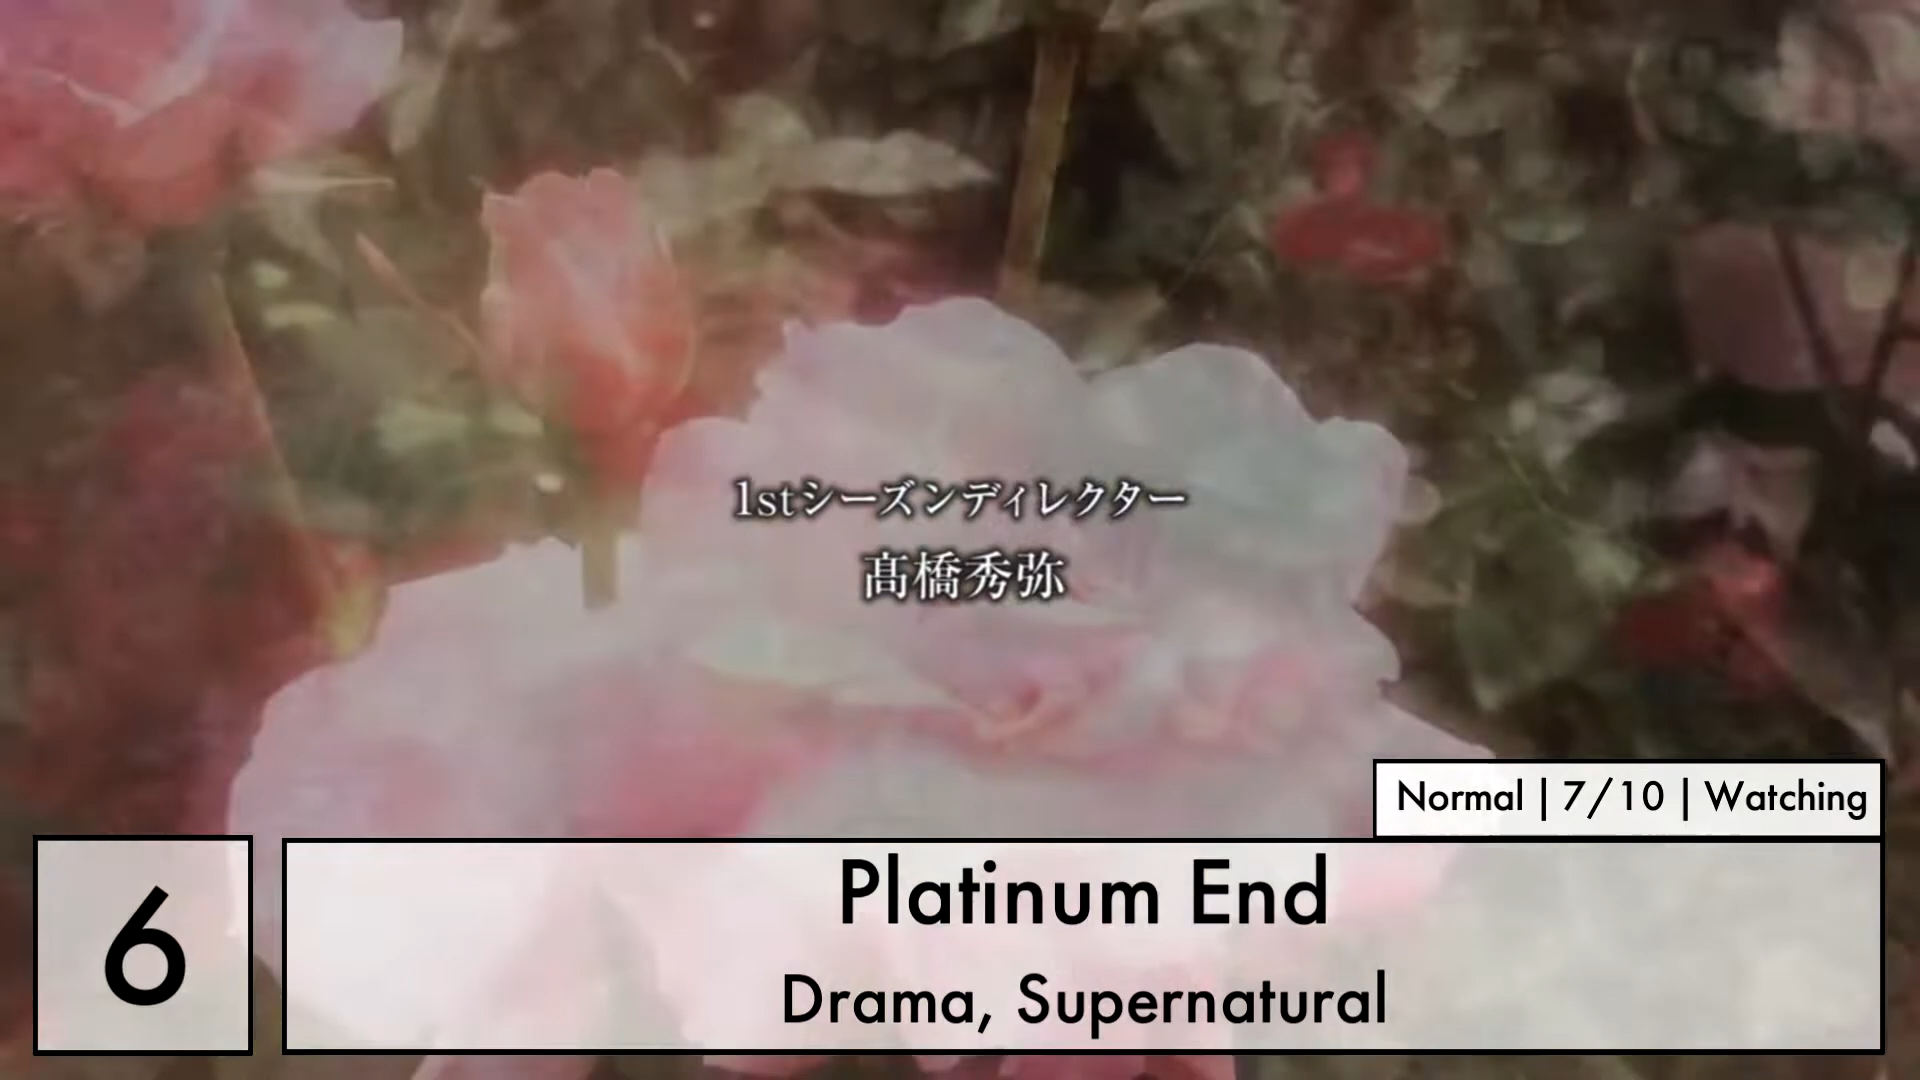 1stシーズンディレクター
髙橋秀弥
Normal | 7/10 | Watching
6
Platinum End
Drama, Supernatural